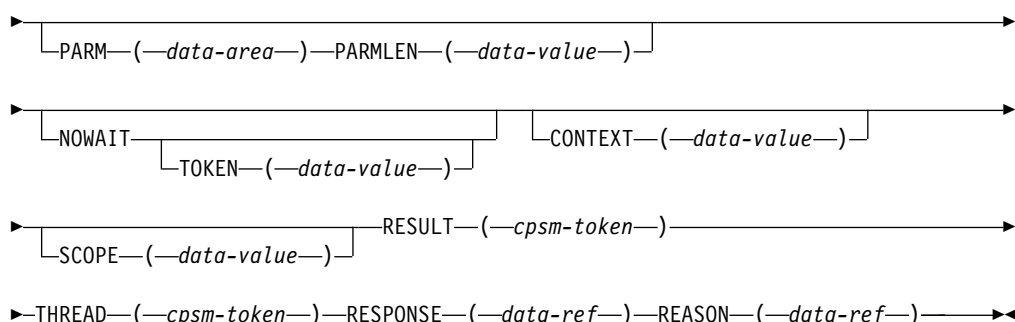 PARM ( data-area ) PARMLEN ( data-value )
NOWAIT CONTEXT ( data-value )
TOKEN ( data-value )
RESULT ( cpsm-token )
SCOPE ( data-value )
THREAD ( cpsm-token ) RESPONSE ( data-ref ) REASON ( data-ref )